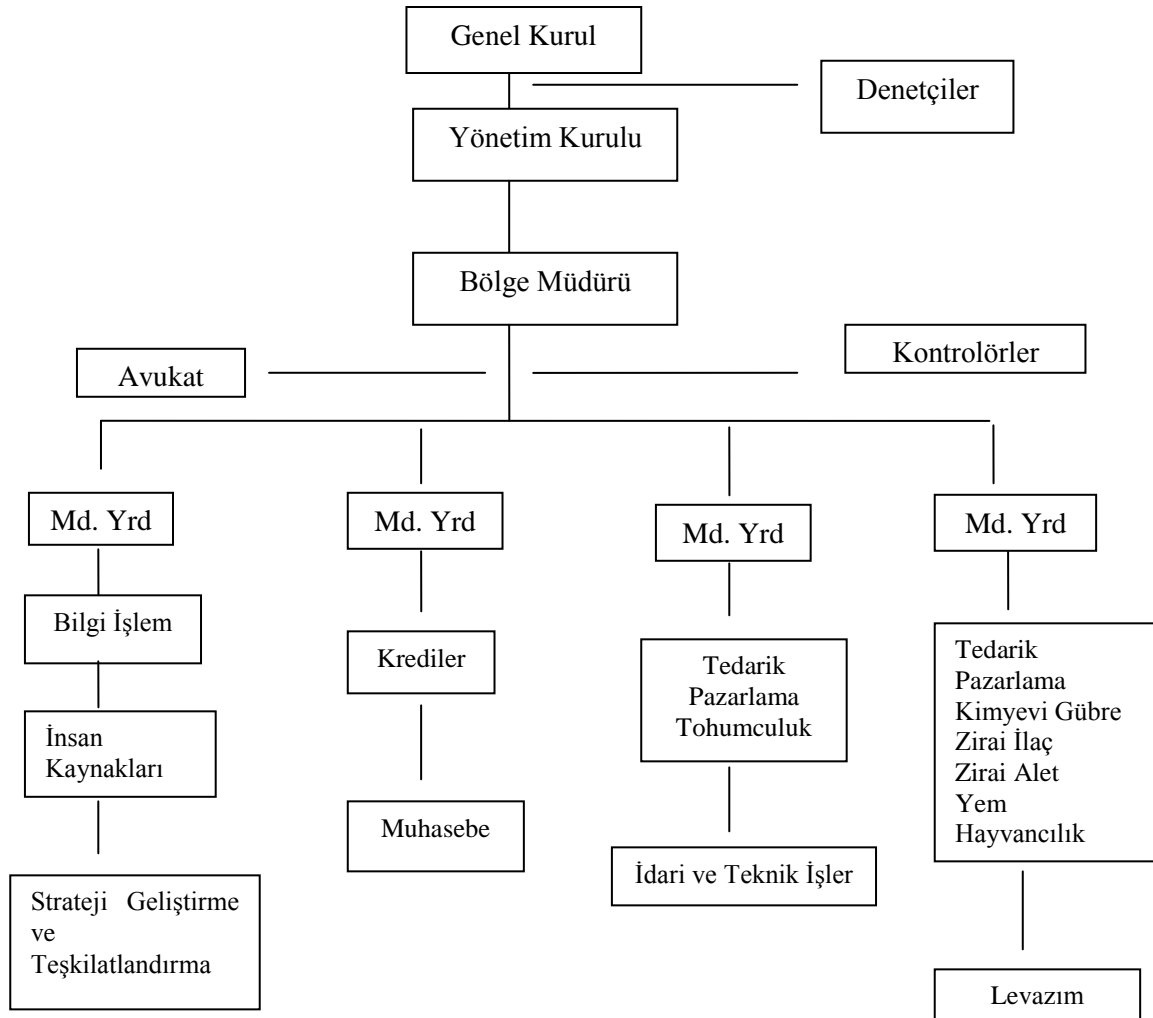 Genel Kurul
Denetçiler
Yönetim Kurulu
Bölge Müdürü
Avukat
Kontrolörler
Md. Yrd
Md. Yrd
Md. Yrd
Md. Yrd
Bilgi İşlem
Krediler
Tedarik
Pazarlama
Tohumculuk
Tedarik
Pazarlama
Kimyevi Gübre
Zirai İlaç
Zirai Alet
Yem
Hayvancılık
İnsan
Kaynakları
Muhasebe
İdari ve Teknik İşler
Strateji Geliştirme
ve
Teşkilatlandırma
Levazım